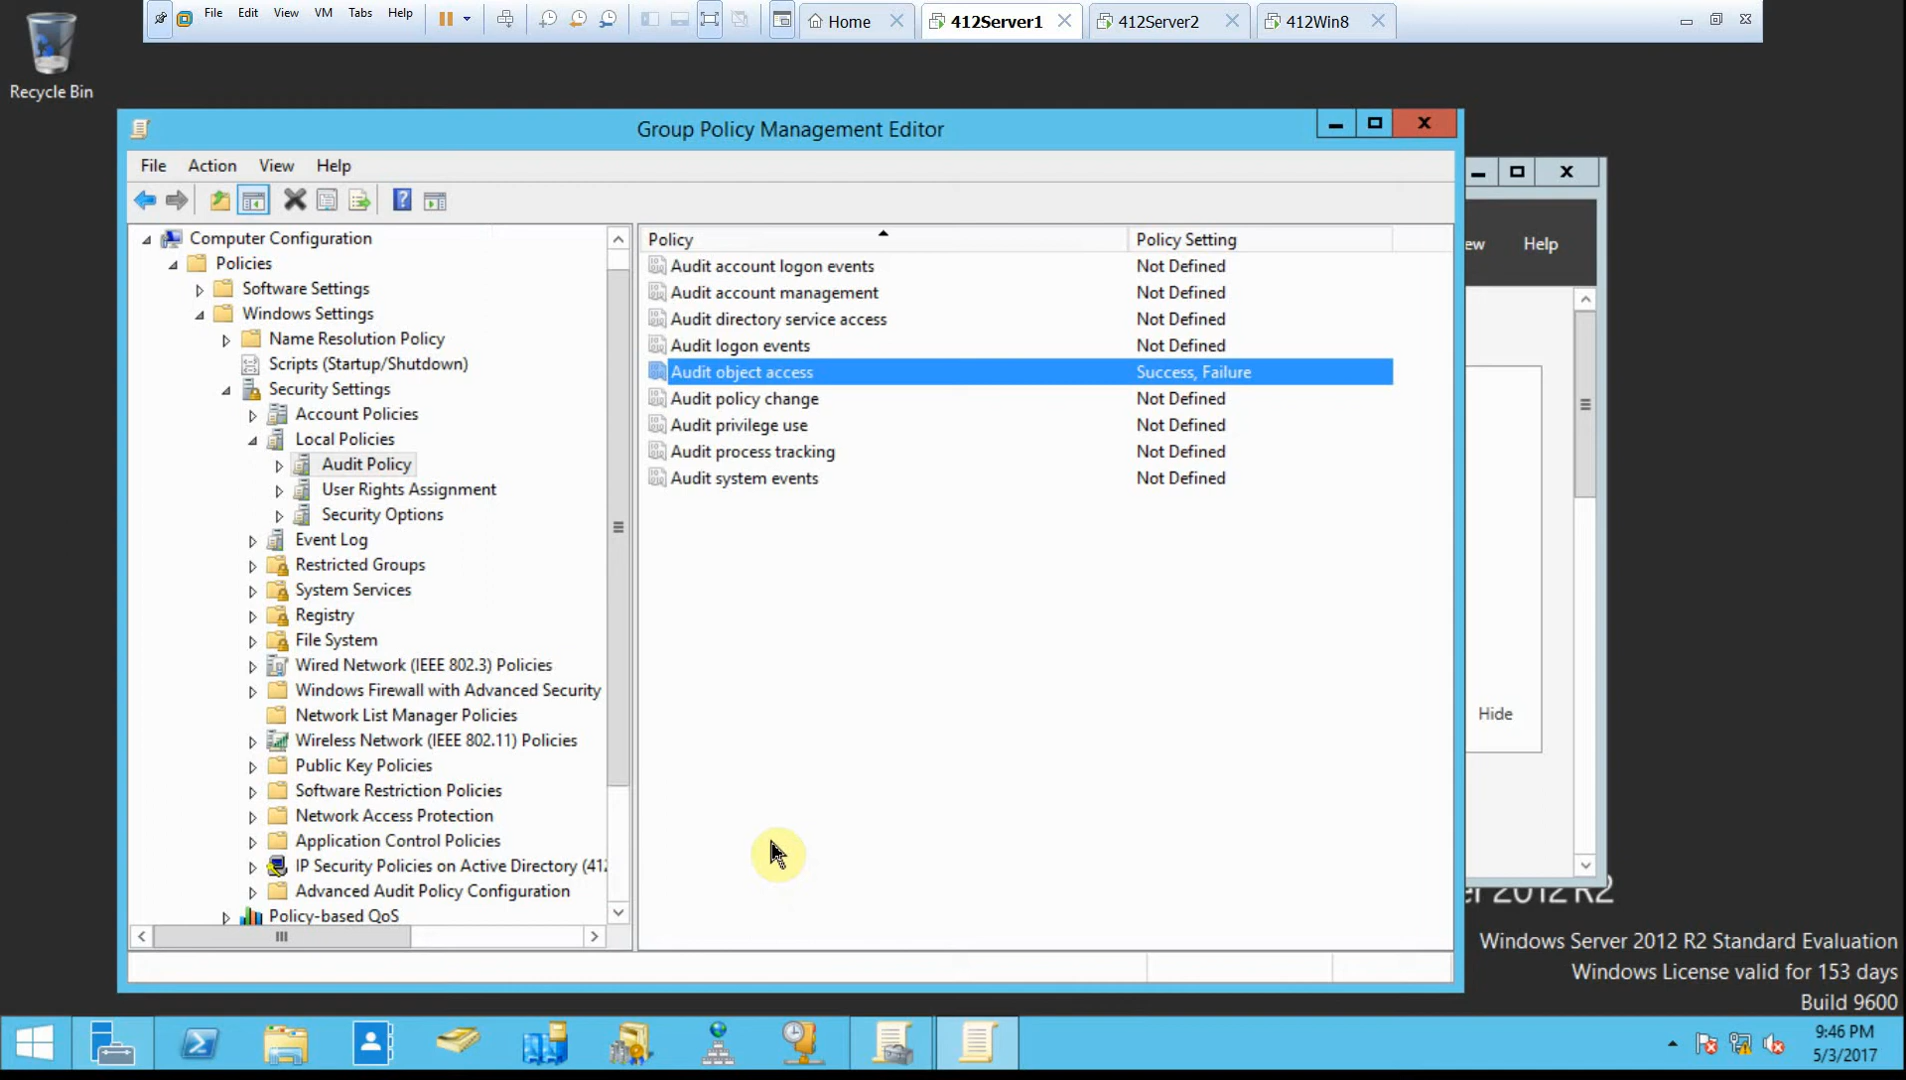 File Edit View VM Tabs Help
Home
412Server1
412Server2
412Win8
Recycle Bin
Group Policy Management Editor
File Action View Help
Computer Configuration
Policies
Software Settings
Windows Settings
Name Resolution Policy
Scripts (Startup/Shutdown)
Security Settings
Account Policies
Local Policies
Audit Policy
User Rights Assignment
Security Options
Event Log
Restricted Groups
System Services
Registry
File System
Wired Network (IEEE 802.3) Policies
Windows Firewall with Advanced Security
Network List Manager Policies
Wireless Network (IEEE 802.11) Policies
Public Key Policies
Software Restriction Policies
Network Access Protection
Application Control Policies
IP Security Policies on Active Directory (412
Advanced Audit Policy Configuration
Policy-based QoS
Policy Policy Setting
Audit account logon events Not Defined
Audit account management Not Defined
Audit directory service access Not Defined
Audit logon events Not Defined
Audit object access Success, Failure
Audit policy change Not Defined
Audit privilege use Not Defined
Audit process tracking Not Defined
Audit system events Not Defined
ew Help
Hide
er 2012 R2
Windows Server 2012 R2 Standard Evaluation
Windows License valid for 153 days
Build 9600
9:46 PM
5/3/2017